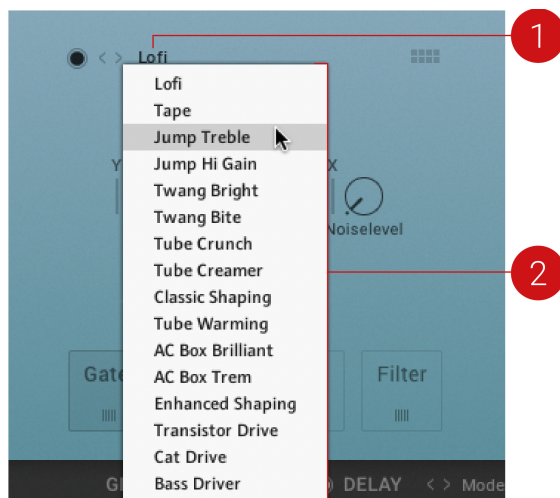 1
Lofi
Lofi
Tape
Jump Treble
Jump Hi Gain
Y
X
Twang Bright
Twang Bite
Noiselevel
Tube Crunch
2
Tube Creamer
Classic Shaping
Tube Warming
AC Box Brilliant
Gate
AC Box Trem
Filter
Enhanced Shaping
Transistor Drive
Cat Drive
Bass Driver
DELAY < > Mode